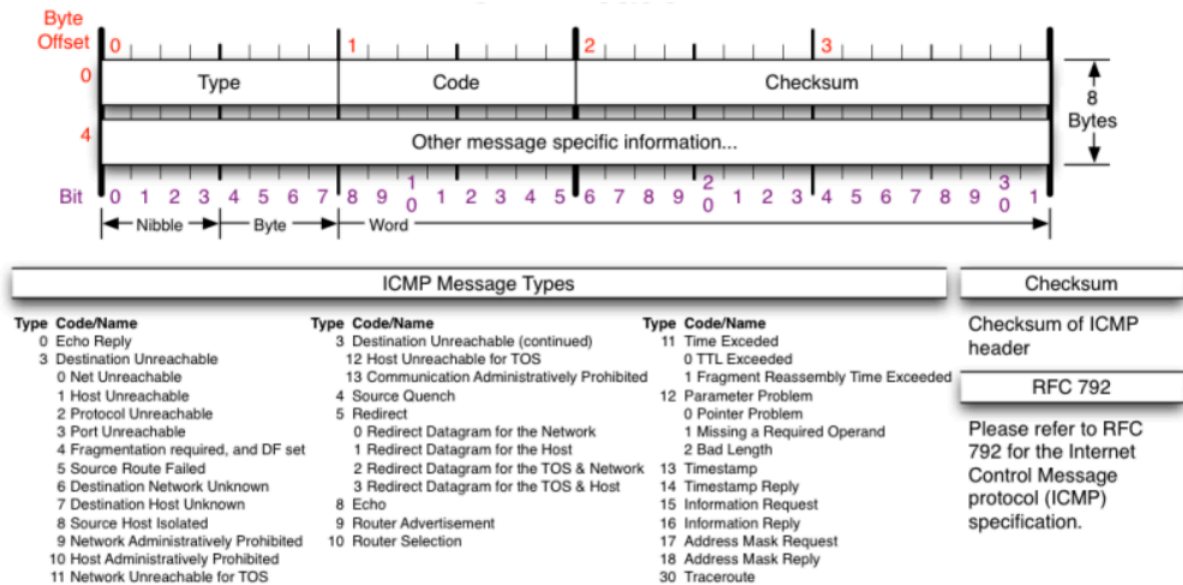 Byte
Offset 0 1 2 3
0 Type Code Checksum
8
Bytes
4 Other message specific information...
Bit 0 1 2 3 4 5 6 7 8 9 10 1 2 3 4 5 6 7 8 9 20 1 2 3 4 5 6 7 8 9 30 1
Nibble Byte Word
ICMP Message Types
Type Code/Name
0 Echo Reply
3 Destination Unreachable
0 Net Unreachable
1 Host Unreachable
2 Protocol Unreachable
3 Port Unreachable
4 Fragmentation required, and DF set
5 Source Route Failed
6 Destination Network Unknown
7 Destination Host Unknown
8 Source Host Isolated
9 Network Administratively Prohibited
10 Host Administratively Prohibited
11 Network Unreachable for TOS
Type Code/Name
3 Destination Unreachable (continued)
12 Host Unreachable for TOS
13 Communication Administratively Prohibited
4 Source Quench
5 Redirect
0 Redirect Datagram for the Network
1 Redirect Datagram for the Host
2 Redirect Datagram for the TOS & Network
3 Redirect Datagram for the TOS & Host
8 Echo
9 Router Advertisement
10 Router Selection
Type Code/Name
11 Time Exceded
0 TTL Exceeded
1 Fragment Reassembly Time Exceeded
12 Parameter Problem
0 Pointer Problem
1 Missing a Required Operand
2 Bad Length
13 Timestamp
14 Timestamp Reply
15 Information Request
16 Information Reply
17 Address Mask Request
18 Address Mask Reply
30 Traceroute
Checksum
Checksum of ICMP
header
RFC 792
Please refer to RFC
792 for the Internet
Control Message
protocol (ICMP)
specification.